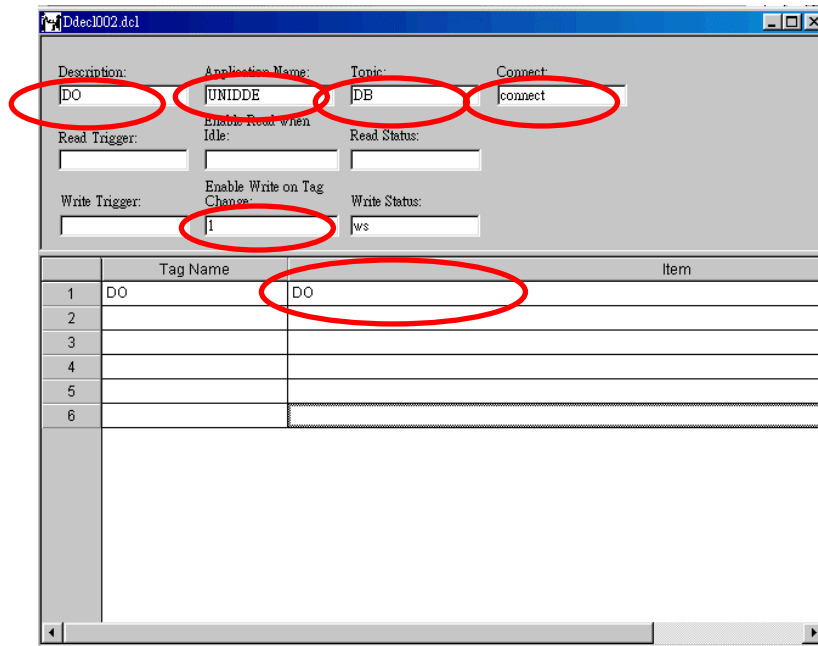 Ddecl002.dcl
Description: Application Name: Topic: Connect:
DO UNIDDE DB connect
Read Trigger: Enable Read when Idle: Read Status:
Write Trigger: Enable Write on Tag Change: Write Status:
1 ws
Tag Name Item
1 DO DO
2
3
4
5
6